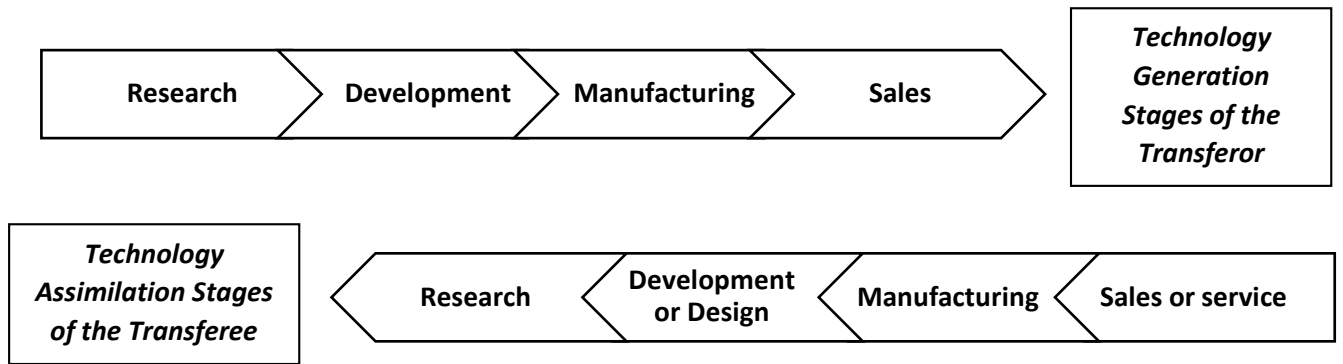 Research
Development
Manufacturing
Sales
Technology
Generation
Stages of the
Transferor
Technology
Assimilation Stages
of the Transferee
Research
Development
or Design
Manufacturing
Sales or service